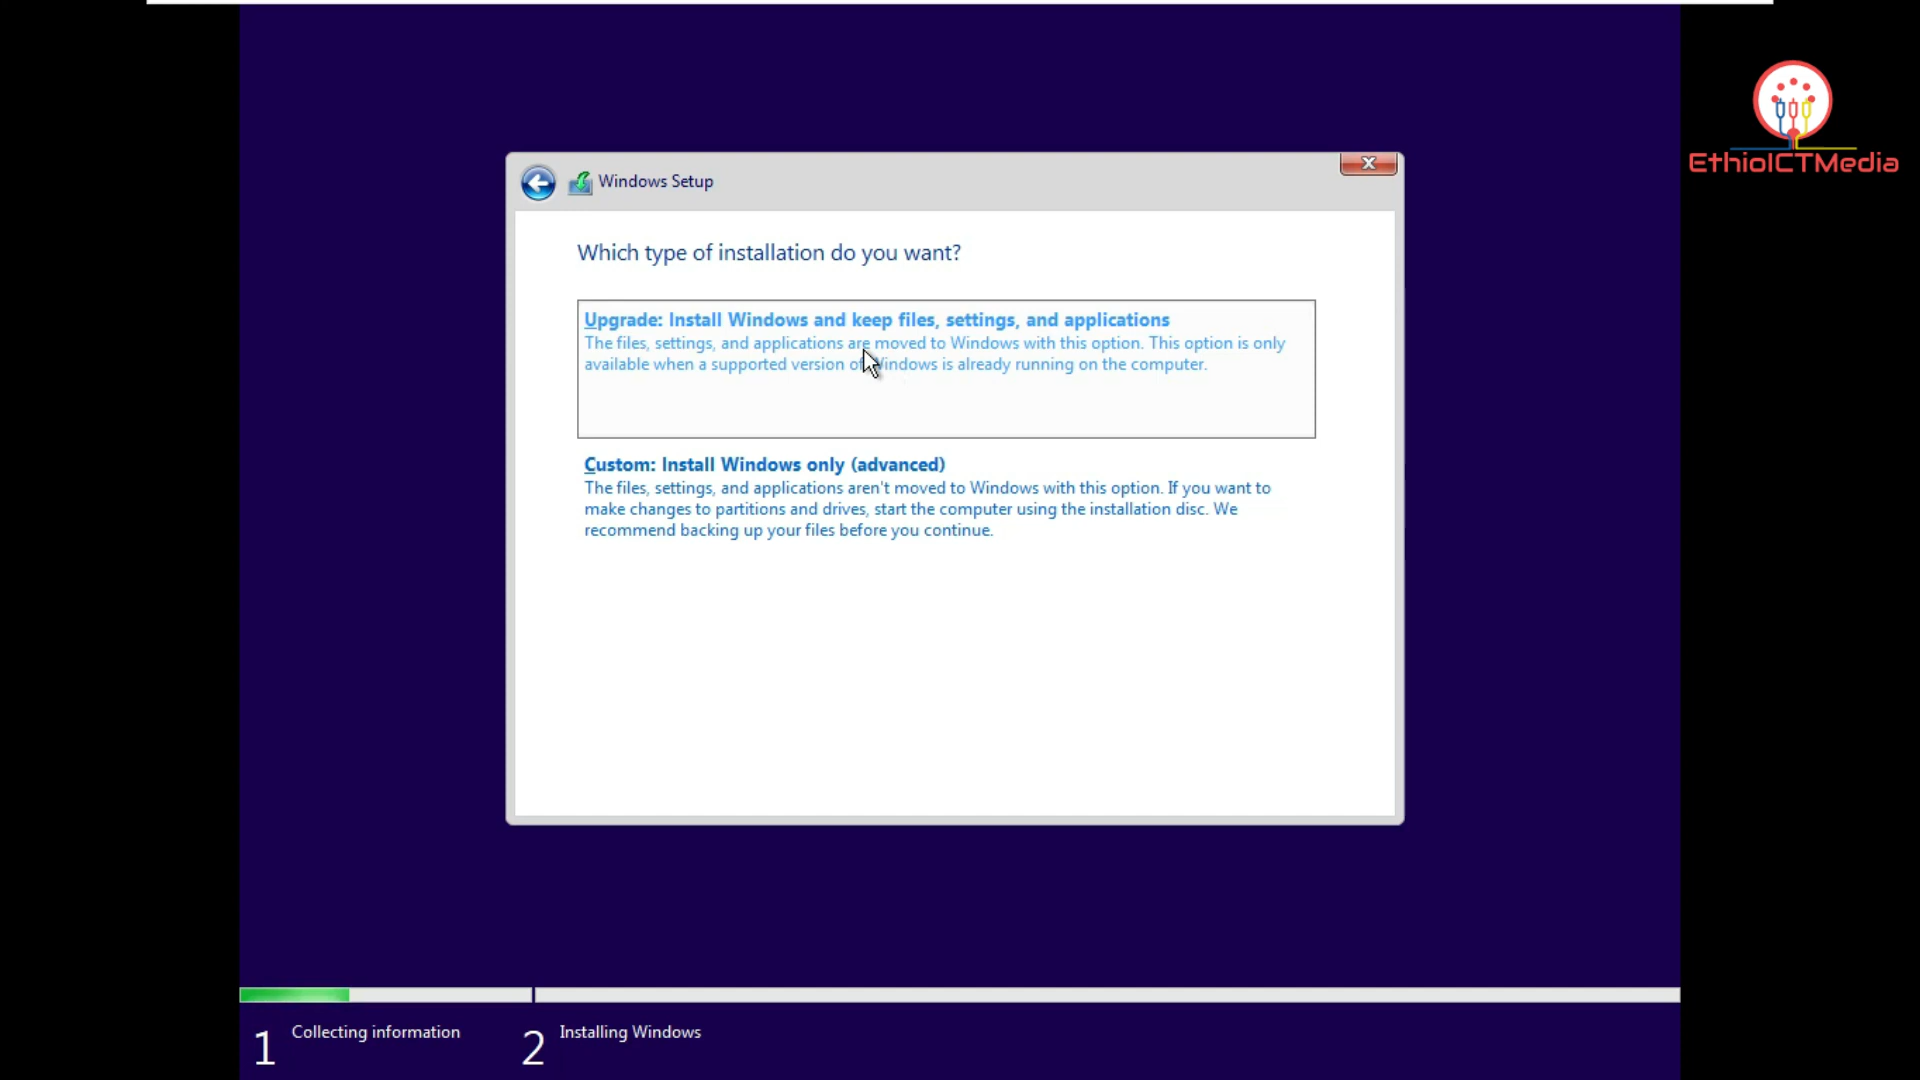 EthioICTMedia
Windows Setup
Which type of installation do you want?
Upgrade: Install Windows and keep files, settings, and applications
The files, settings, and applications are moved to Windows with this option. This option is only
available when a supported version of Windows is already running on the computer.
Custom: Install Windows only (advanced)
The files, settings, and applications aren't moved to Windows with this option. If you want to
make changes to partitions and drives, start the computer using the installation disc. We
recommend backing up your files before you continue.
1 Collecting information
2 Installing Windows